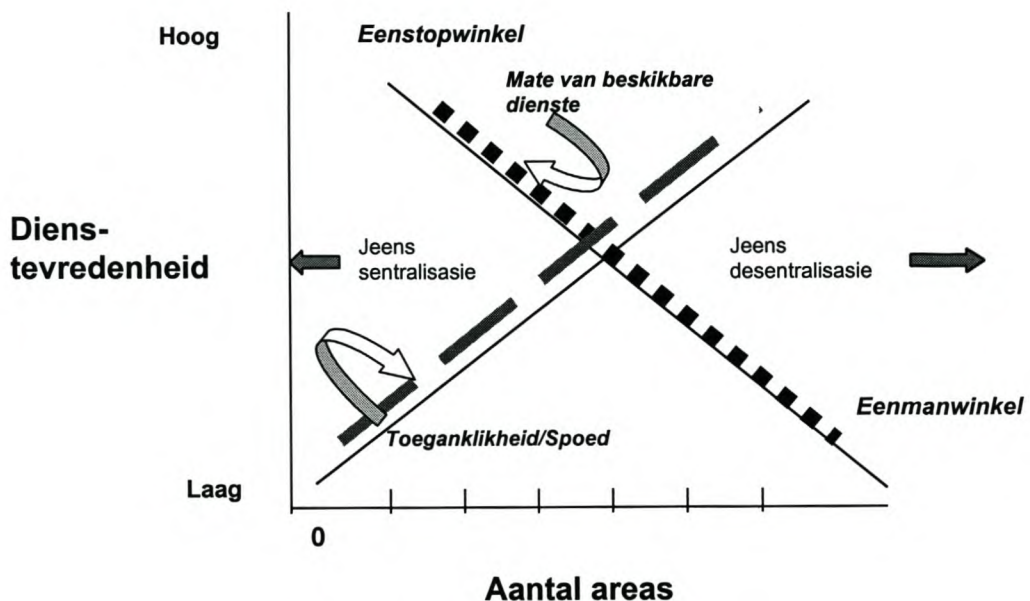 Hoog
Eenstopwinkel
Mate van beskikbare
dienste
Diens-
tevredenheid
Jeens
sentralisasie
Jeens
desentralisasie
Eenmanwinkel
Toeganklikheid/Spoed
Laag
0
Aantal areas